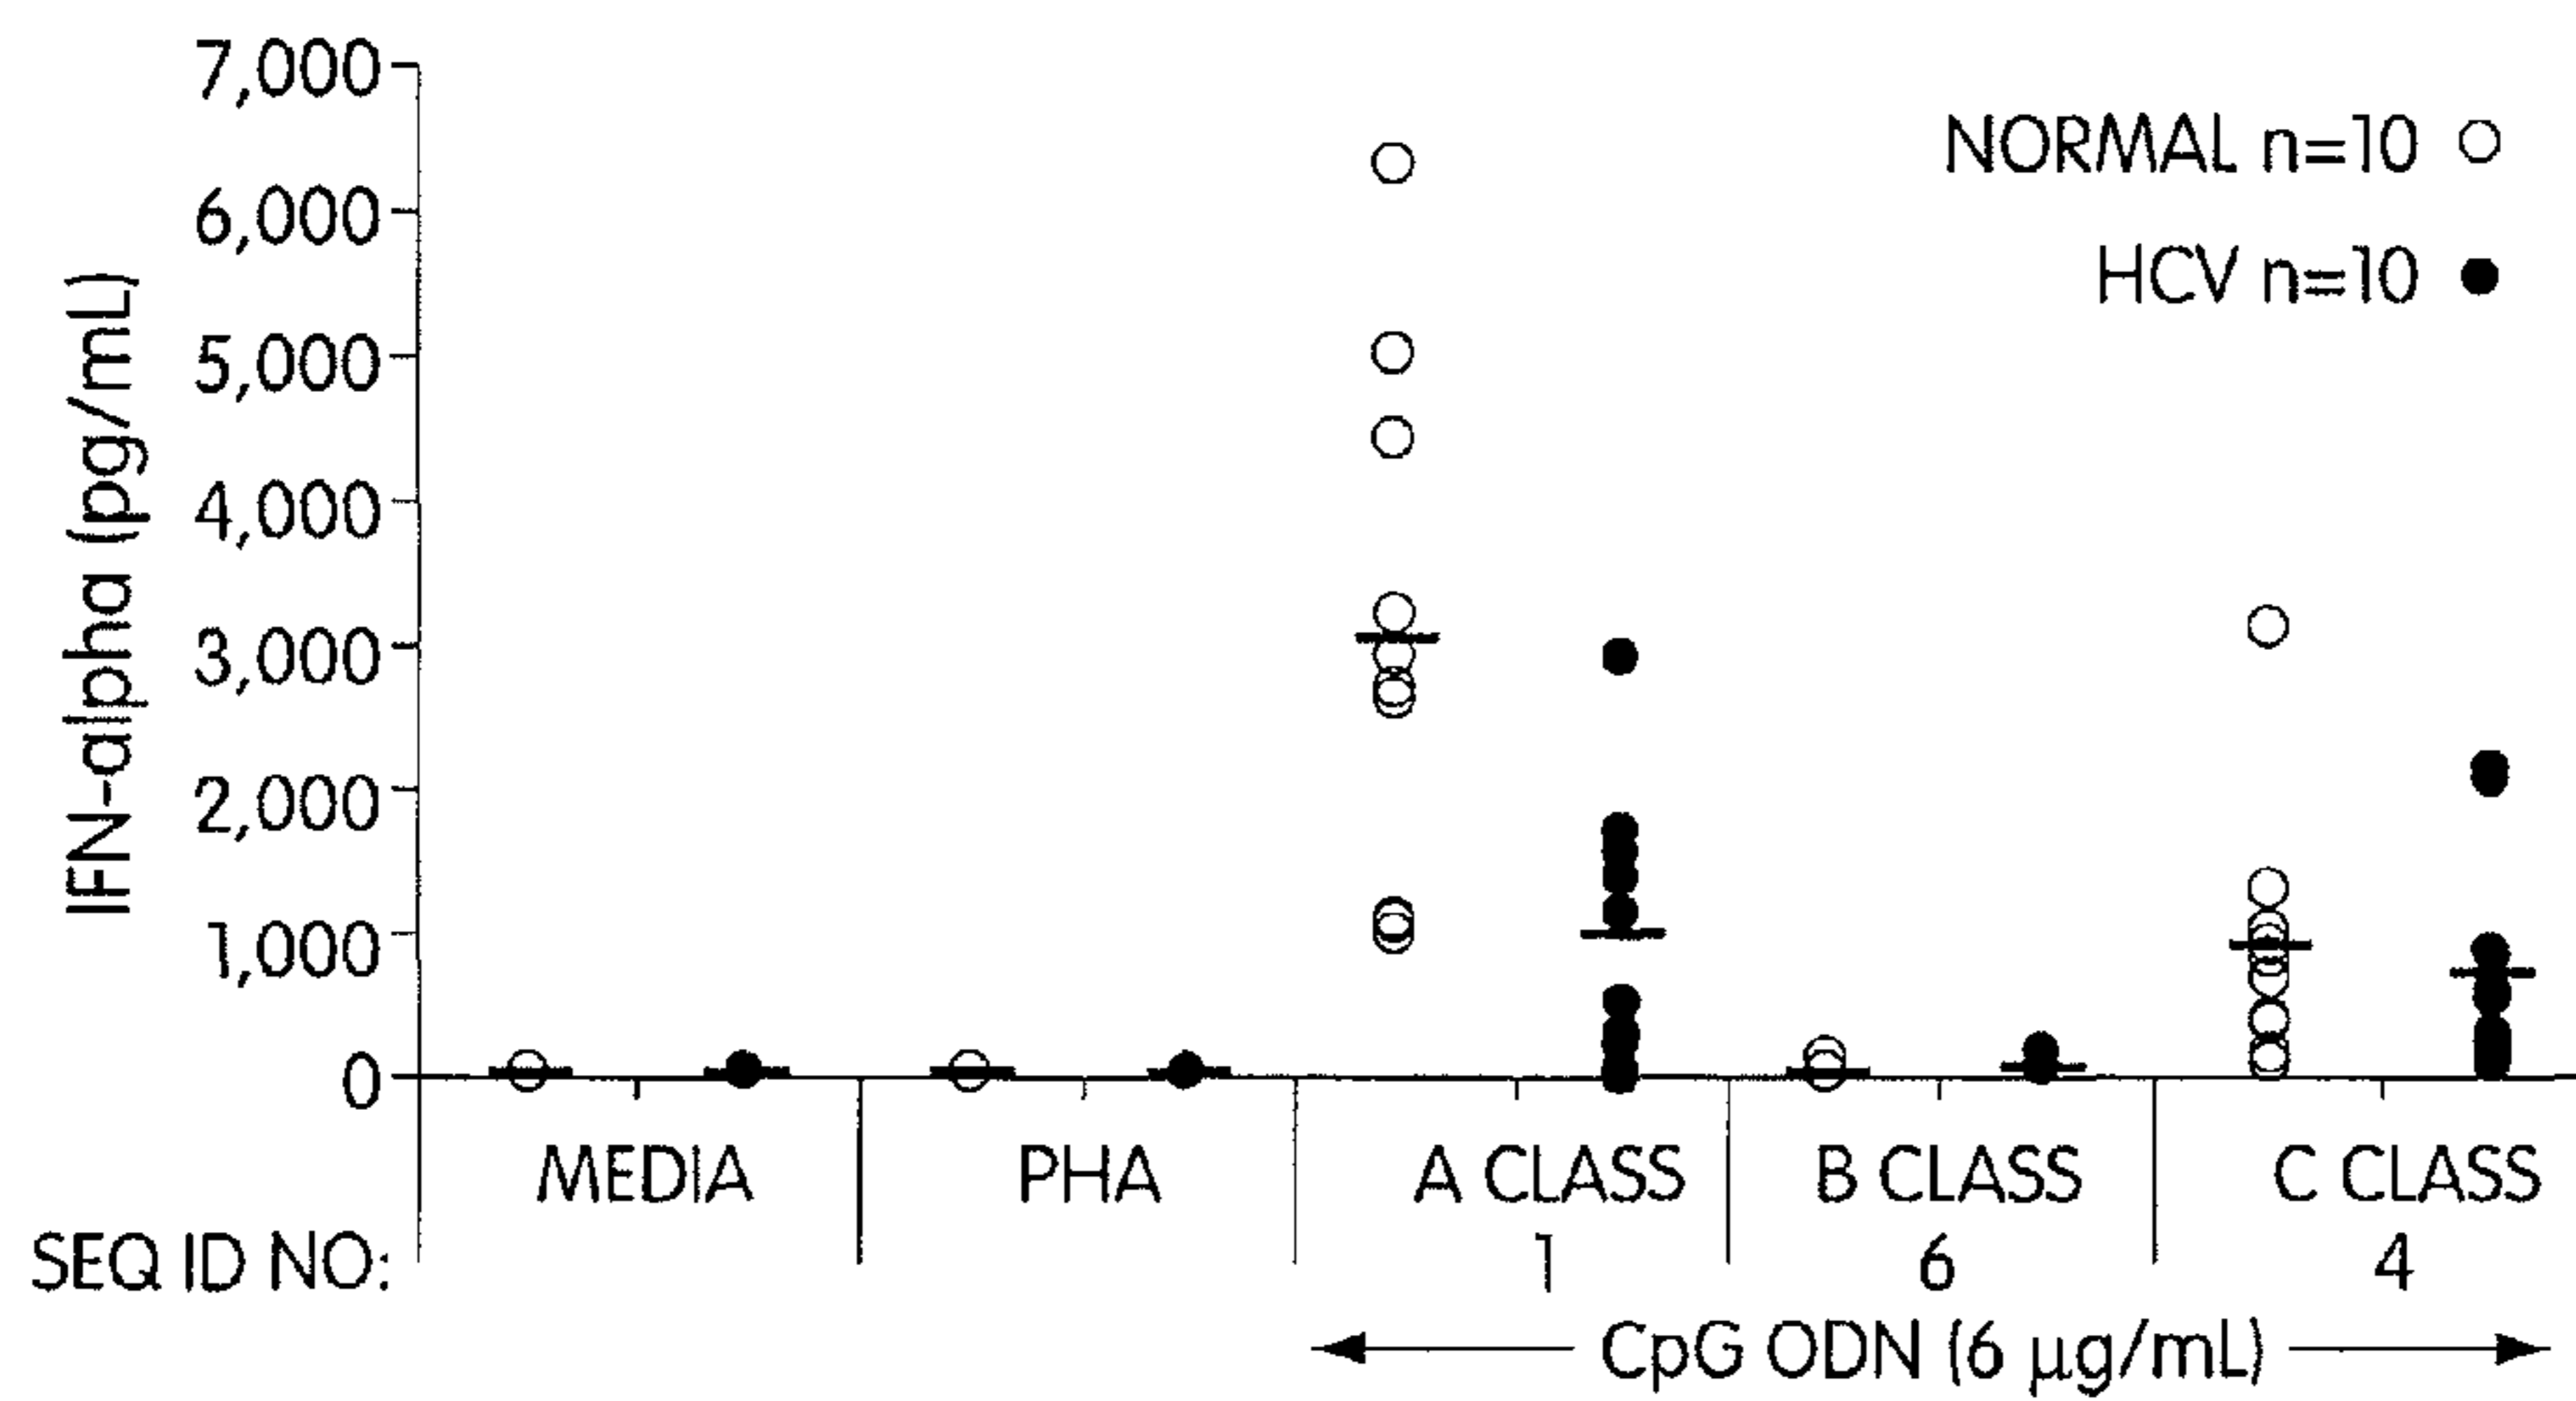 7,000
6,000
5,000
4,000
3,000
2,000
1,000
0
IFN-alpha (pg/mL)
NORMAL n=10
HCV n=10
MEDIA PHA A CLASS B CLASS C CLASS
SEQ ID NO: 1 6 4
CpG ODN (6 µg/mL)